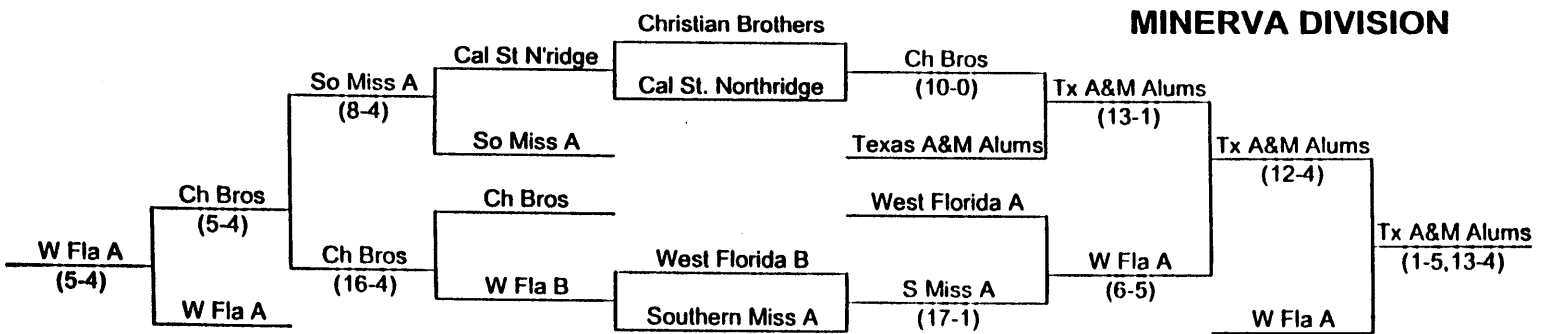 MINERVA DIVISION
Christian Brothers
Cal St N'ridge
Ch Bros
So Miss A
Cal St. Northridge
(10-0)
Tx A&M Alums
(8-4)
(13-1)
So Miss A
Texas A&M Alums
Tx A&M Alums
(12-4)
Ch Bros
Ch Bros
West Florida A
(5-4)
Tx A&M Alums
W Fla A
Ch Bros
West Florida B
W Fla A
(1-5,13-4)
(5-4)
(16-4)
W Fla B
S Miss A
(6-5)
W Fla A
Southern Miss A
(17-1)
W Fla A